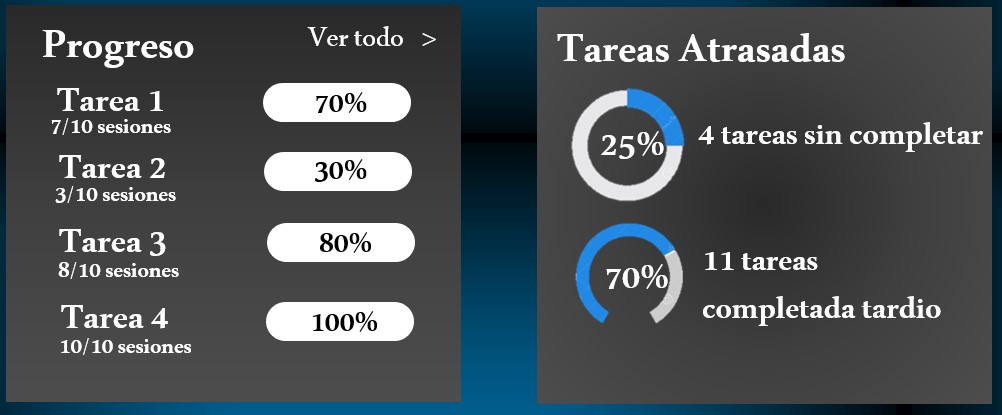 Progreso
Ver todo >
Tarea 1
70%
7/10 sesiones
Tarea 2
30%
3/10 sesiones
Tarea 3
80%
8/10 sesiones
Tarea 4
100%
10/10 sesiones
Tareas Atrasadas
25%
4 tareas sin completar
70%
11 tareas
completada tardio